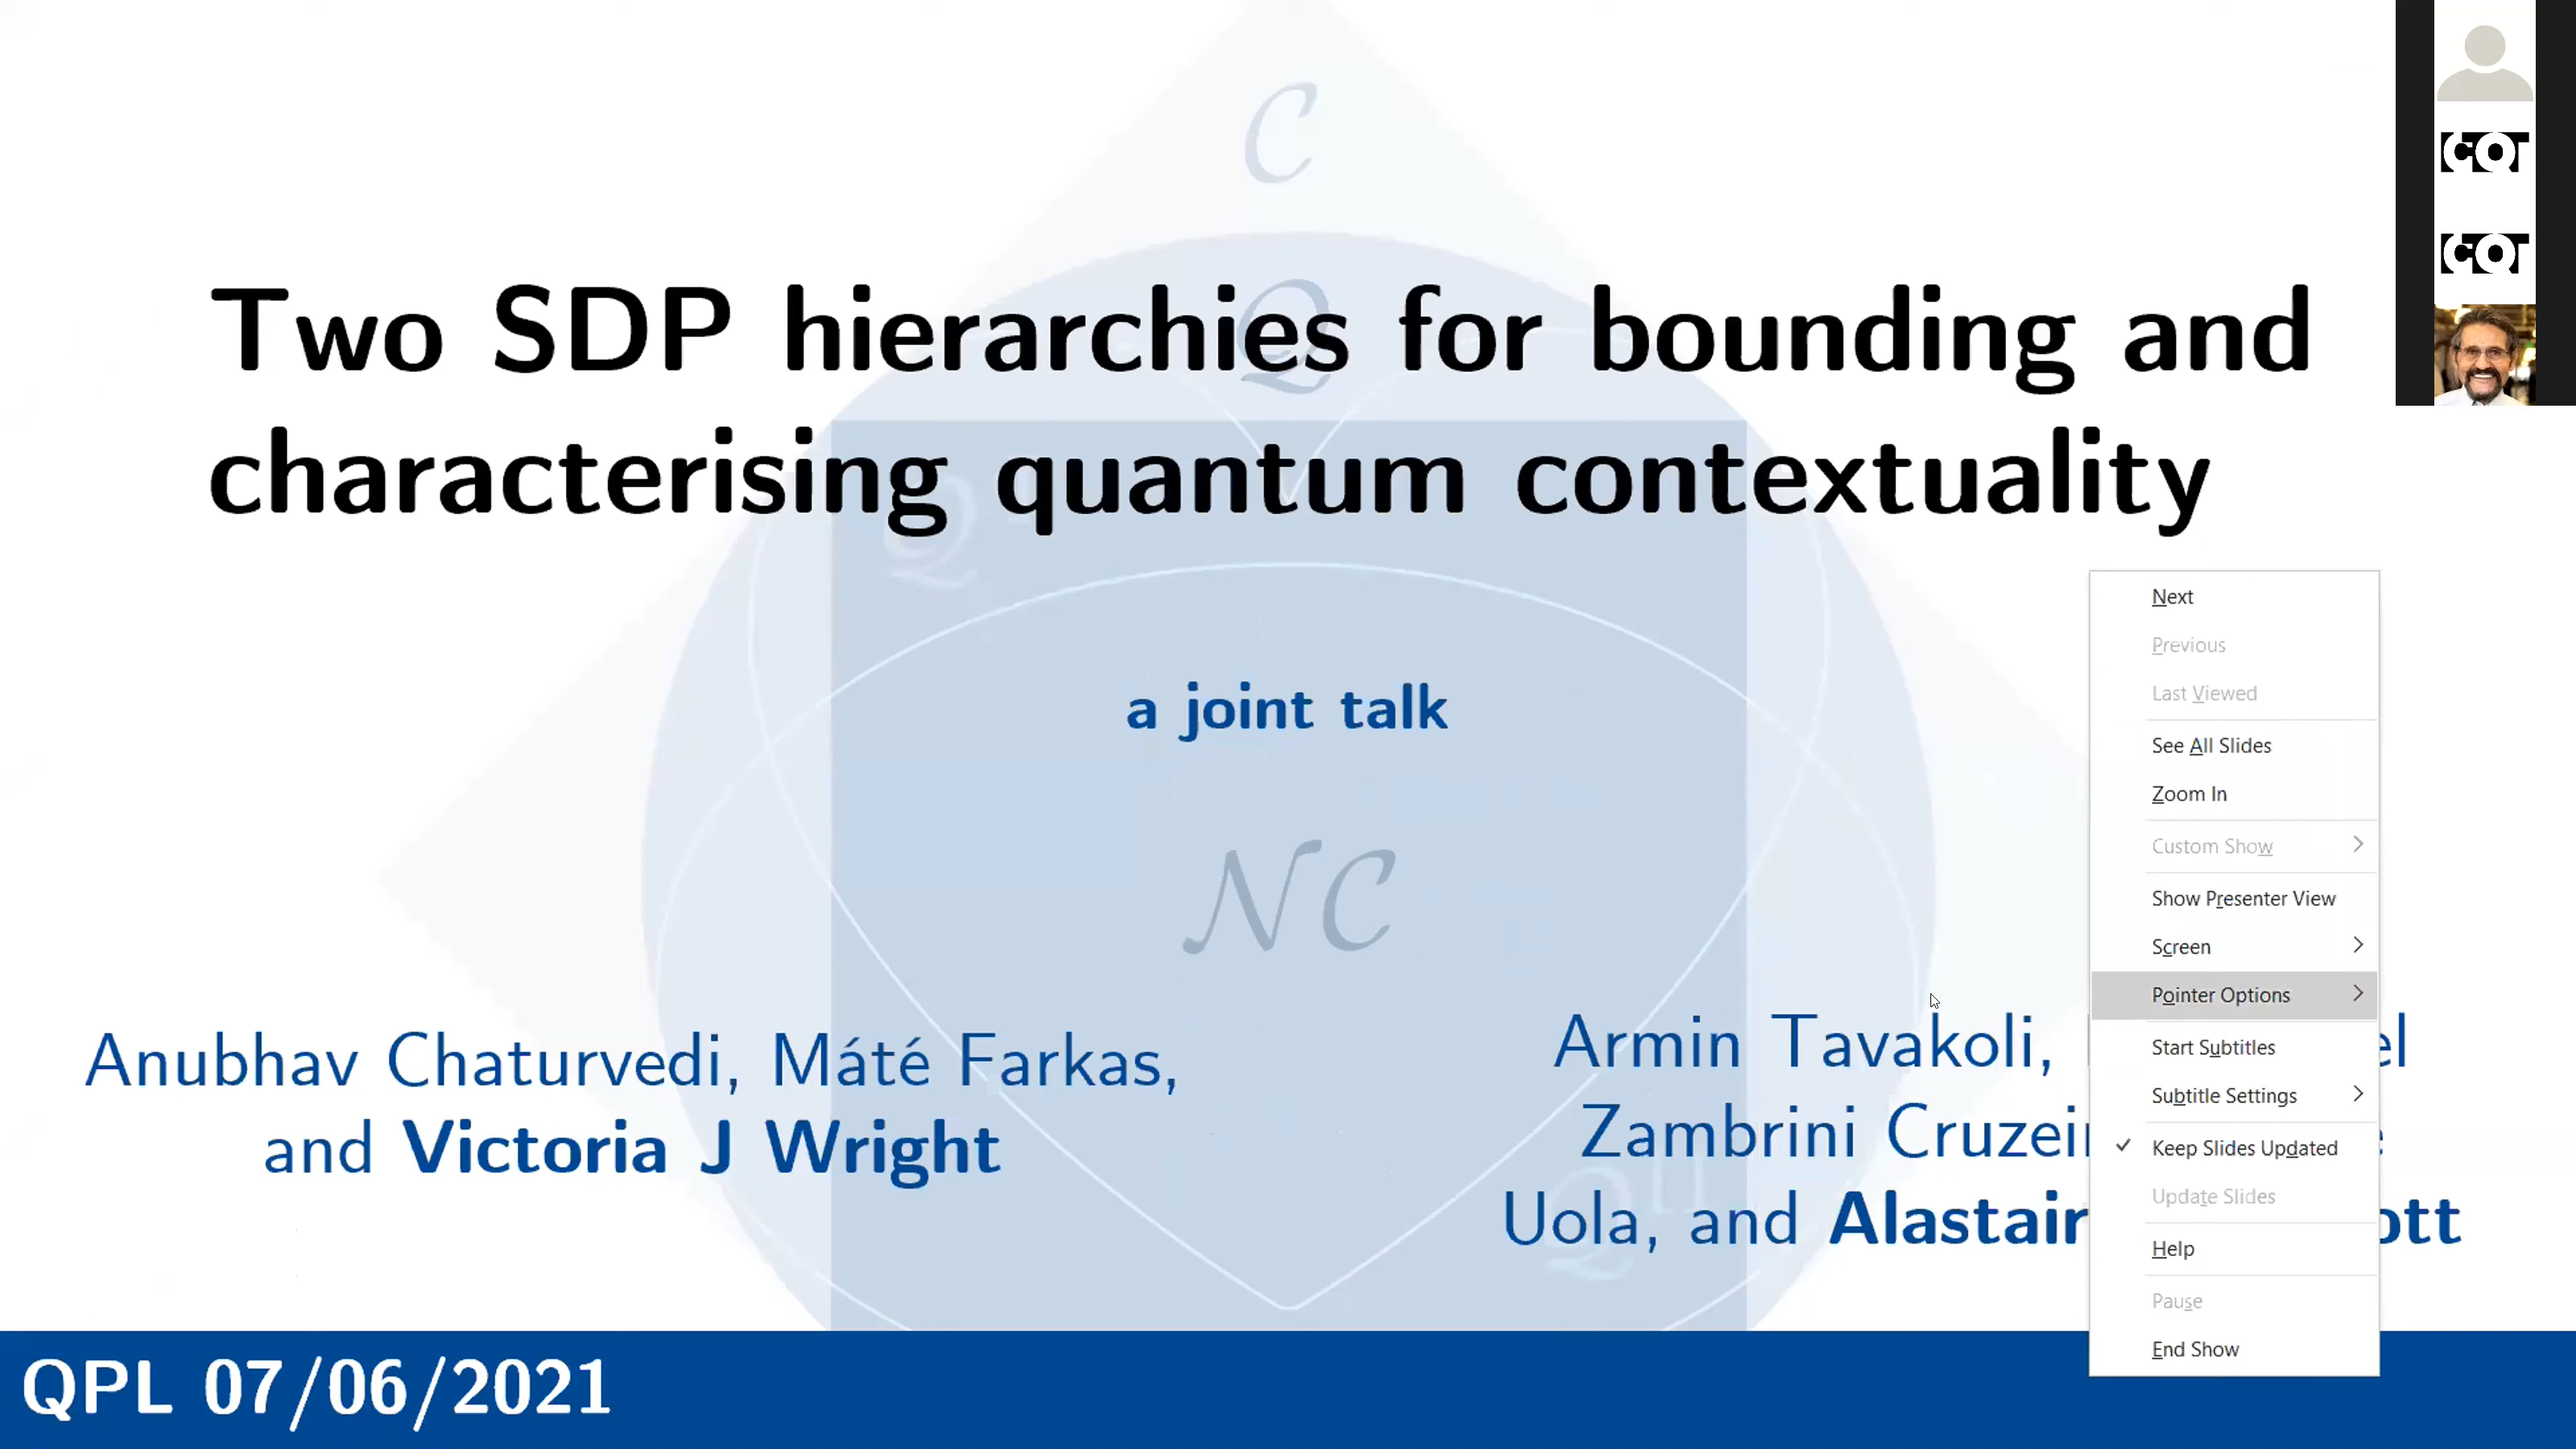 C
CQT
CQT
Two SDP hierarchies for bounding and
Q
characterising quantum contextuality
Q
a joint talk
NC
Anubhav Chaturvedi, Máté Farkas,
and Victoria J Wright
Armin Tavakoli,
Zambrini
Uola, and Alastair
Q
Next
Previous
Last Viewed
See All Slides
Zoom In
Custom Show
Show Presenter View
Screen
Pointer Options
Start Subtitles
Subtitle Settings
Keep Slides Updated
Update Slides
Help
Pause
End Show
QPL 07/06/2021